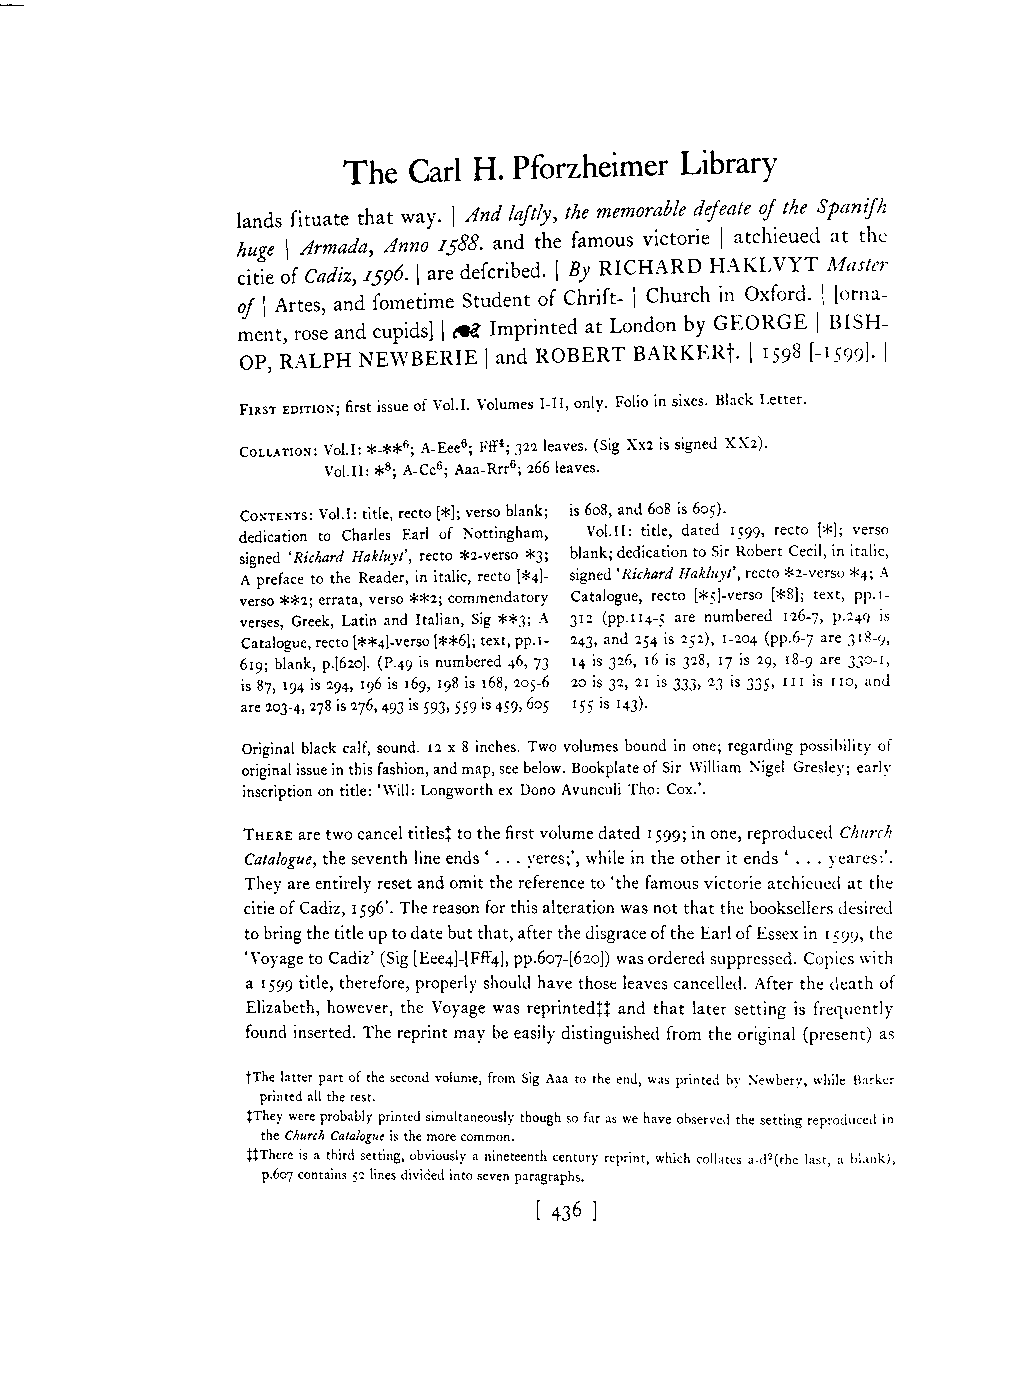 The Carl H. Pforzheimer Library
lands ſituate that way. | And laſtly, the memorable defeate of the Spaniſh
huge | Armada, Anno 1588. and the famous victorie | atchieued at the
citie of Cadiz, 1596. | are deſcribed. | By RICHARD HAKLVYT Master
of | Artes, and ſometime Student of Chriſt- | Church in Oxford. | [orna-
ment, rose and cupids] | ❧ Imprinted at London by GEORGE | BISH-
OP, RALPH NEWBERIE | and ROBERT BARKER†. | 1598 [-1599]. |
FIRST EDITION; first issue of Vol.I. Volumes I-II, only. Folio in sixes. Black Letter.
COLLATION: Vol.I: *-**⁶; A-Eee⁶; Fff⁴; 322 leaves. (Sig Xx2 is signed XX2).
Vol.II: *⁸; A-Cc⁶; Aaa-Rrr⁶; 266 leaves.
CONTENTS: Vol.I: title, recto [*]; verso blank;
dedication to Charles Earl of Nottingham,
signed 'Richard Hakluyt', recto *2-verso *3;
A preface to the Reader, in italic, recto [*4]-
verso **2; errata, verso **2; commendatory
verses, Greek, Latin and Italian, Sig **3; A
Catalogue, recto [**4]-verso [**6]; text, pp.1-
619; blank, p.[620]. (P.49 is numbered 46, 73
is 87, 194 is 294, 196 is 169, 198 is 168, 205-6
are 203-4, 278 is 276, 493 is 593, 559 is 459, 605
is 608, and 608 is 605).
Vol.II: title, dated 1599, recto [*]; verso
blank; dedication to Sir Robert Cecil, in italic,
signed 'Richard Hakluyt', recto *2-verso *4; A
Catalogue, recto [*5]-verso [*8]; text, pp.1-
312 (pp.114-5 are numbered 126-7, p.249 is
243, and 254 is 252), 1-204 (pp.6-7 are 318-9,
14 is 326, 16 is 328, 17 is 29, 18-9 are 330-1,
20 is 32, 21 is 333, 23 is 335, 111 is 110, and
155 is 143).
Original black calf, sound. 12 x 8 inches. Two volumes bound in one; regarding possibility of
original issue in this fashion, and map, see below. Bookplate of Sir William Nigel Gresley; early
inscription on title: 'Will: Longworth ex Dono Avunculi Tho: Cox.'.
THERE are two cancel titles‡ to the first volume dated 1599; in one, reproduced Church
Catalogue, the seventh line ends ' . . . yeres;', while in the other it ends ' . . . yeares:'.
They are entirely reset and omit the reference to 'the famous victorie atchieued at the
citie of Cadiz, 1596'. The reason for this alteration was not that the booksellers desired
to bring the title up to date but that, after the disgrace of the Earl of Essex in 1599, the
'Voyage to Cadiz' (Sig [Eee4]-[Fff4], pp.607-[620]) was ordered suppressed. Copies with
a 1599 title, therefore, properly should have those leaves cancelled. After the death of
Elizabeth, however, the Voyage was reprinted‡‡ and that later setting is frequently
found inserted. The reprint may be easily distinguished from the original (present) as
†The latter part of the second volume, from Sig Aaa to the end, was printed by Newbery, while Barker
printed all the rest.
‡They were probably printed simultaneously though so far as we have observed the setting reproduced in
the Church Catalogue is the more common.
‡‡There is a third setting, obviously a nineteenth century reprint, which collates a-d²(the last, a blank),
p.607 contains 52 lines divided into seven paragraphs.
[ 436 ]